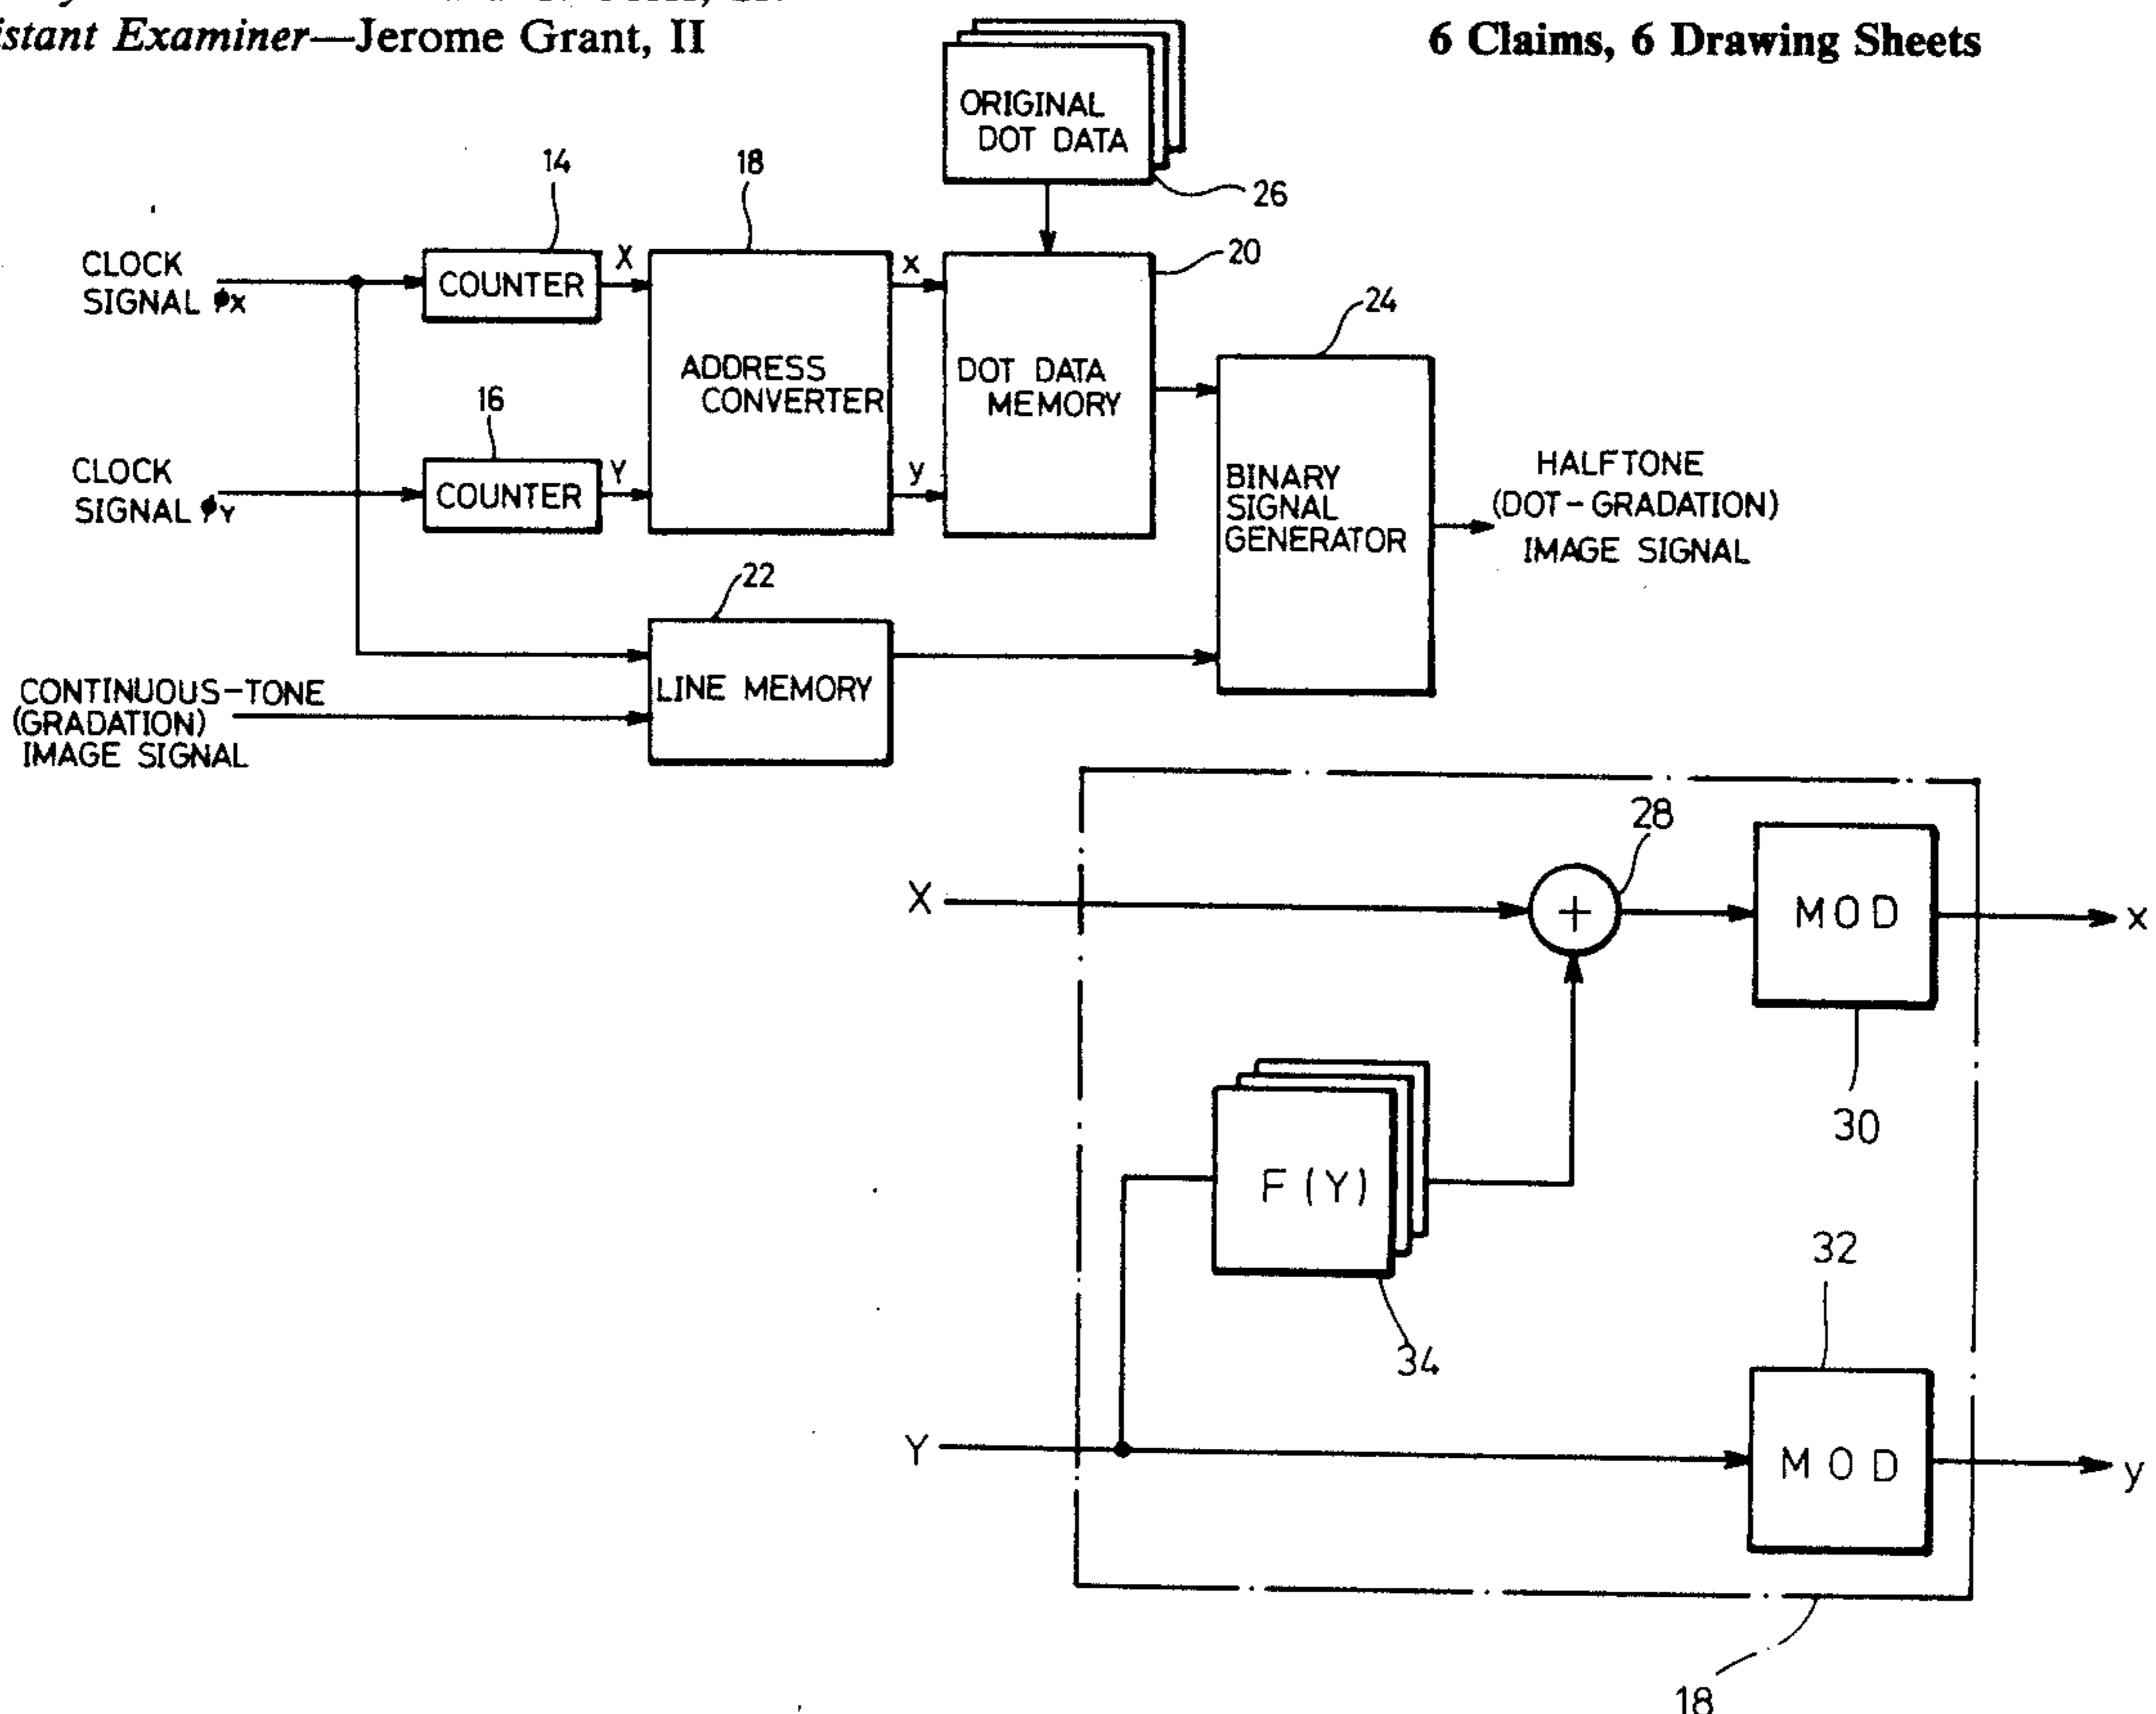 Examiner—Jerome Grant, II
6 Claims, 6 Drawing Sheets
ORIGINAL
DOT DATA
26
14
18
20
CLOCK
SIGNAL ϕX
COUNTER
X
x
ADDRESS
CONVERTER
DOT DATA
MEMORY
24
16
CLOCK
SIGNAL ϕY
COUNTER
Y
y
BINARY
SIGNAL
GENERATOR
HALFTONE
(DOT-GRADATION)
IMAGE SIGNAL
22
LINE MEMORY
CONTINUOUS-TONE
(GRADATION)
IMAGE SIGNAL
28
X
+
MOD
x
30
F(Y)
34
32
Y
MOD
y
18